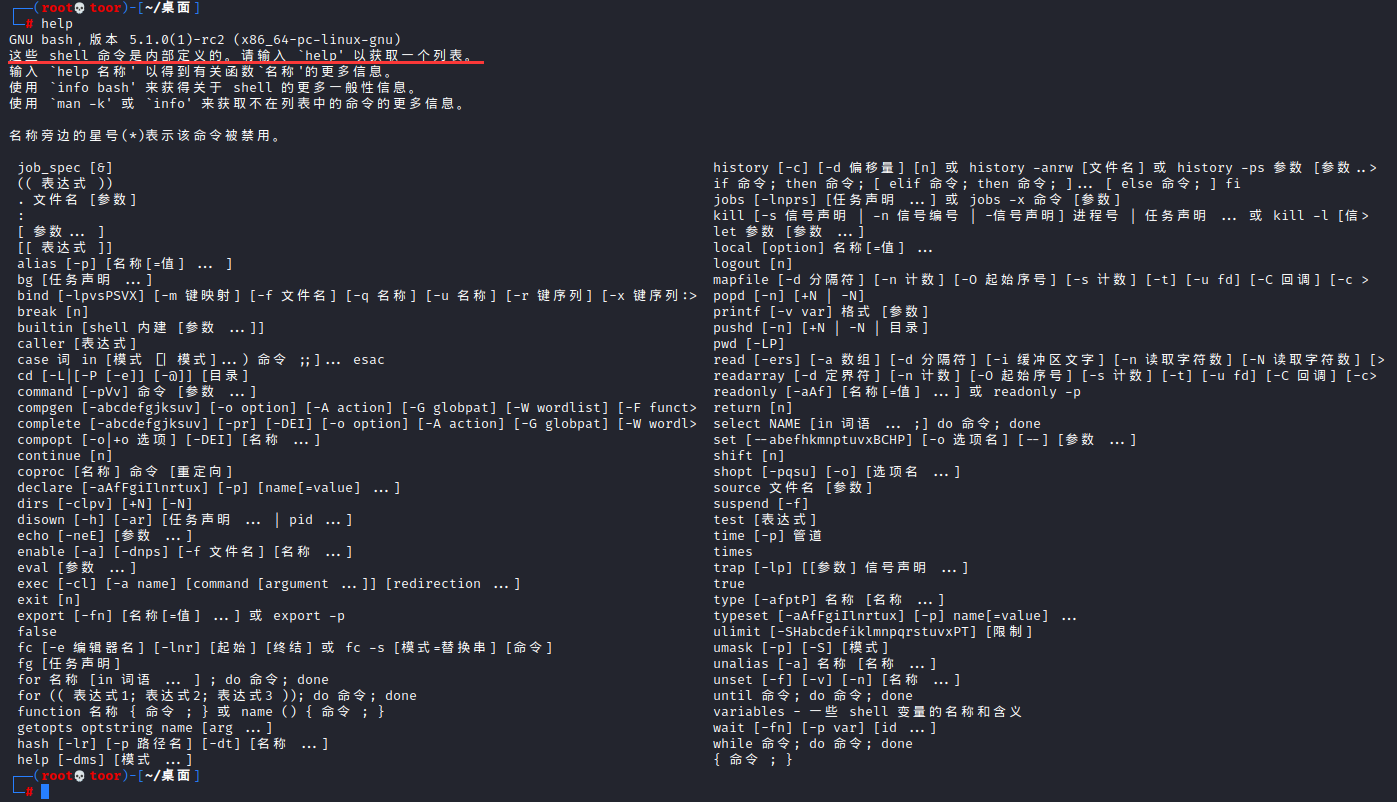 ┌──(root💀toor)-[~/桌面]
└─# help
GNU bash，版本 5.1.0(1)-rc2 (x86_64-pc-linux-gnu)
这些 shell 命令是内部定义的。请输入 `help' 以获取一个列表。
输入 `help 名称' 以得到有关函数`名称'的更多信息。
使用 `info bash' 来获得关于 shell 的更多一般性信息。
使用 `man -k' 或 `info' 来获取不在列表中的命令的更多信息。
名称旁边的星号(*)表示该命令被禁用。
job_spec [&]
(( 表达式 ))
. 文件名 [参数]
:
[ 参数... ]
[[ 表达式 ]]
alias [-p] [名称[=值] ... ]
bg [任务声明 ...]
bind [-lpvsPSVX] [-m 键映射] [-f 文件名] [-q 名称] [-u 名称] [-r 键序列] [-x 键序列:>
break [n]
builtin [shell 内建 [参数 ...]]
caller [表达式]
case 词 in [模式 [| 模式]...) 命令 ;;]... esac
cd [-L|[-P [-e]] [-@]] [目录]
command [-pVv] 命令 [参数 ...]
compgen [-abcdefgjksuv] [-o option] [-A action] [-G globpat] [-W wordlist] [-F funct>
complete [-abcdefgjksuv] [-pr] [-DEI] [-o option] [-A action] [-G globpat] [-W wordl>
compopt [-o|+o 选项] [-DEI] [名称 ...]
continue [n]
coproc [名称] 命令 [重定向]
declare [-aAfFgiIlnrtux] [-p] [name[=value] ...]
dirs [-clpv] [+N] [-N]
disown [-h] [-ar] [任务声明 ... | pid ...]
echo [-neE] [参数 ...]
enable [-a] [-dnps] [-f 文件名] [名称 ...]
eval [参数 ...]
exec [-cl] [-a name] [command [argument ...]] [redirection ...]
exit [n]
export [-fn] [名称[=值] ...] 或 export -p
false
fc [-e 编辑器名] [-lnr] [起始] [终结] 或 fc -s [模式=替换串] [命令]
fg [任务声明]
for 名称 [in 词语 ... ] ; do 命令; done
for (( 表达式1; 表达式2; 表达式3 )); do 命令; done
function 名称 { 命令 ; } 或 name () { 命令 ; }
getopts optstring name [arg ...]
hash [-lr] [-p 路径名] [-dt] [名称 ...]
help [-dms] [模式 ...]
history [-c] [-d 偏移量] [n] 或 history -anrw [文件名] 或 history -ps 参数 [参数..>
if 命令; then 命令; [ elif 命令; then 命令; ]... [ else 命令; ] fi
jobs [-lnprs] [任务声明 ...] 或 jobs -x 命令 [参数]
kill [-s 信号声明 | -n 信号编号 | -信号声明] 进程号 | 任务声明 ... 或 kill -l [信>
let 参数 [参数 ...]
local [option] 名称[=值] ...
logout [n]
mapfile [-d 分隔符] [-n 计数] [-O 起始序号] [-s 计数] [-t] [-u fd] [-C 回调] [-c >
popd [-n] [+N | -N]
printf [-v var] 格式 [参数]
pushd [-n] [+N | -N | 目录]
pwd [-LP]
read [-ers] [-a 数组] [-d 分隔符] [-i 缓冲区文字] [-n 读取字符数] [-N 读取字符数] [>
readarray [-d 定界符] [-n 计数] [-O 起始序号] [-s 计数] [-t] [-u fd] [-C 回调] [-c>
readonly [-aAf] [名称[=值] ...] 或 readonly -p
return [n]
select NAME [in 词语 ... ;] do 命令; done
set [--abefhkmnptuvxBCHP] [-o 选项名] [--] [参数 ...]
shift [n]
shopt [-pqsu] [-o] [选项名 ...]
source 文件名 [参数]
suspend [-f]
test [表达式]
time [-p] 管道
times
trap [-lp] [[参数] 信号声明 ...]
true
type [-afptP] 名称 [名称 ...]
typeset [-aAfFgiIlnrtux] [-p] name[=value] ...
ulimit [-SHabcdefiklmnpqrstuvxPT] [限制]
umask [-p] [-S] [模式]
unalias [-a] 名称 [名称 ...]
unset [-f] [-v] [-n] [名称 ...]
until 命令; do 命令; done
variables - 一些 shell 变量的名称和含义
wait [-fn] [-p var] [id ...]
while 命令; do 命令; done
{ 命令 ; }
┌──(root💀toor)-[~/桌面]
└─#